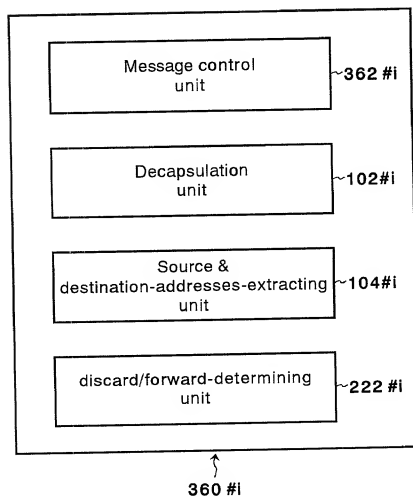 Message control
unit
362 #i
Decapsulation
unit
102#i
Source &
destination-addresses-extracting
unit
104#i
discard/forward-determining
unit
222 #i
360 #i